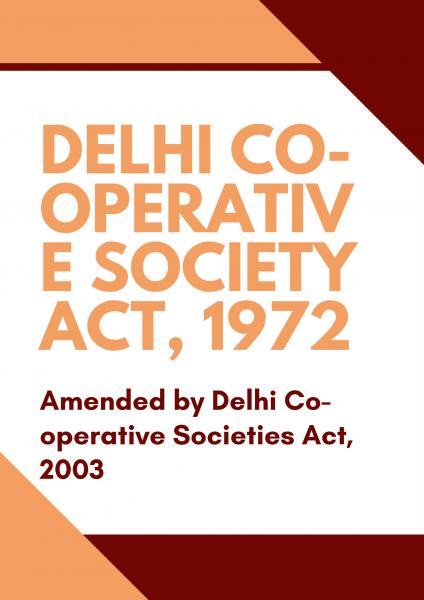 DELHI CO-
OPERATIV
E SOCIETY
ACT, 1972
Amended by Delhi Co-
operative Societies Act,
2003